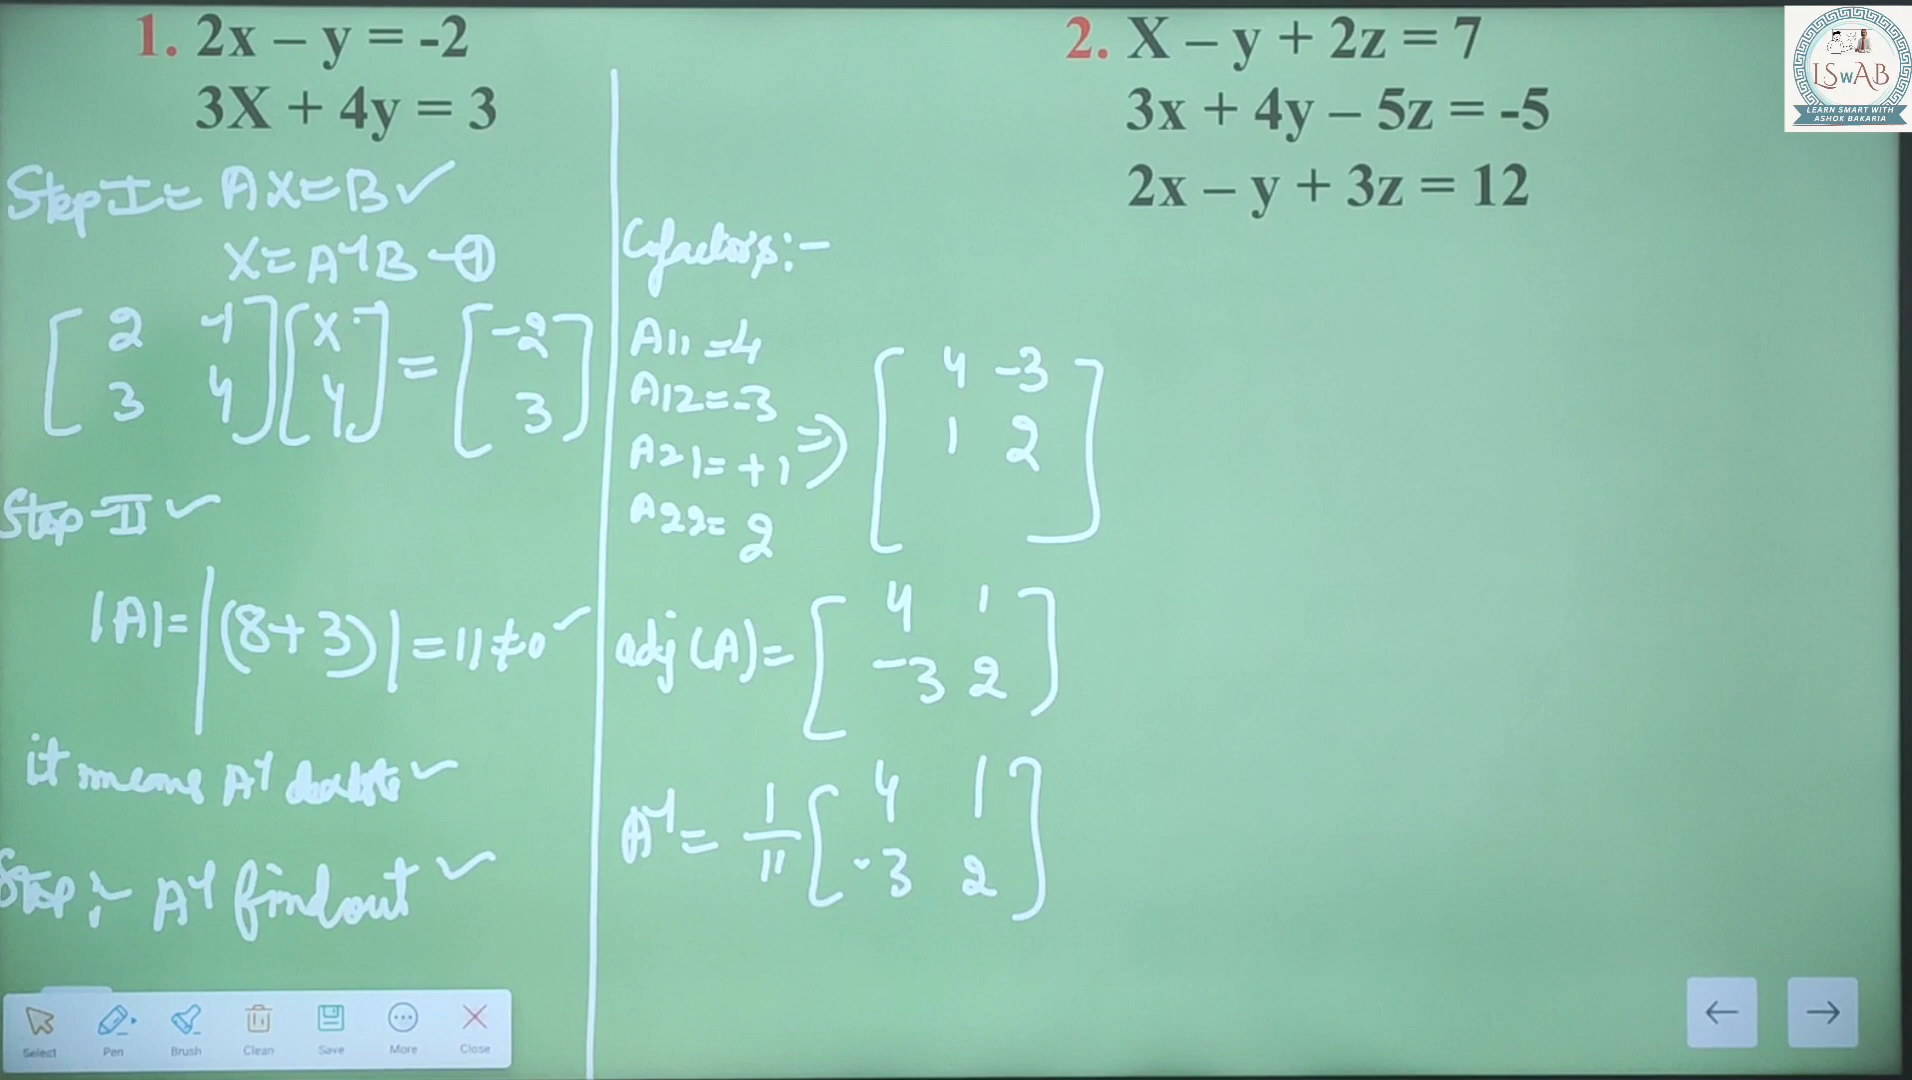 1. 2x – y = -2
3X + 4y = 3
2. X – y + 2z = 7
3x + 4y – 5z = -5
2x – y + 3z = 12
LSwAB
LEARN SMART WITH
ASHOK BAKARIA
Step I = AX = B ✓
X = A⁻¹B – ①
[2 -1
3 4] [x
y] = [-2
3]
Step-II ✓
|A| = |(8+3)| = 11 ≠ 0 ✓
it means A⁻¹ ✓
Step :- A⁻¹ find out ✓
Cofactors :-
A11 = 4
A12 = -3
A21 = +1
A22 = 2
⇒ [4 -3
1 2]
adj (A) = [4 1
-3 2]
A⁻¹ = 1/11 [4 1
-3 2]
Select Pen Brush Clean Save More Close
← →